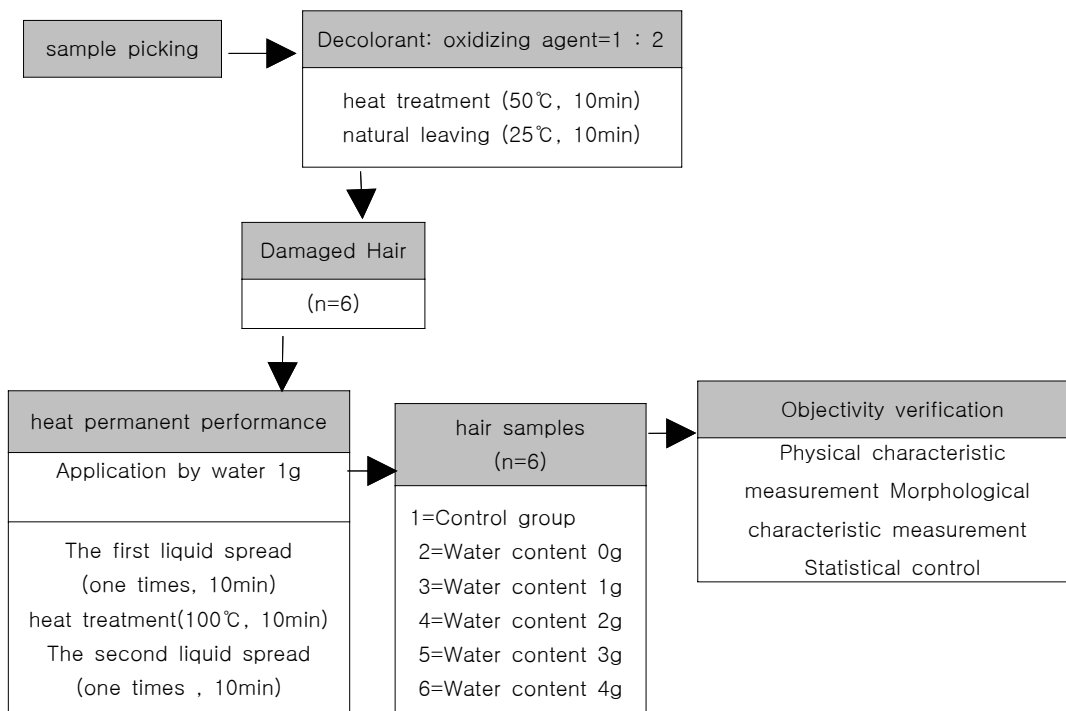 sample picking
Decolorant: oxidizing agent=1 : 2
heat treatment (50℃, 10min)
natural leaving (25℃, 10min)
Damaged Hair
(n=6)
heat permanent performance
Application by water 1g
The first liquid spread
(one times, 10min)
heat treatment(100℃, 10min)
The second liquid spread
(one times , 10min)
hair samples
(n=6)
1=Control group
2=Water content 0g
3=Water content 1g
4=Water content 2g
5=Water content 3g
6=Water content 4g
Objectivity verification
Physical characteristic
measurement Morphological
characteristic measurement
Statistical control